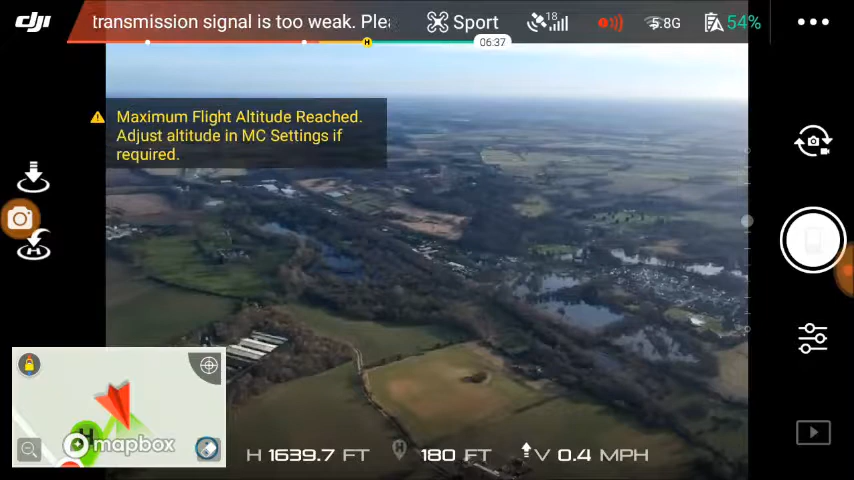 dji
transmission signal is too weak. Plea
Sport
18
5.8G
54%
H
06:37
Maximum Flight Altitude Reached.
Adjust altitude in MC Settings if
required.
H
H
mapbox
H 1639.7 FT
H 180 FT
V 0.4 MPH